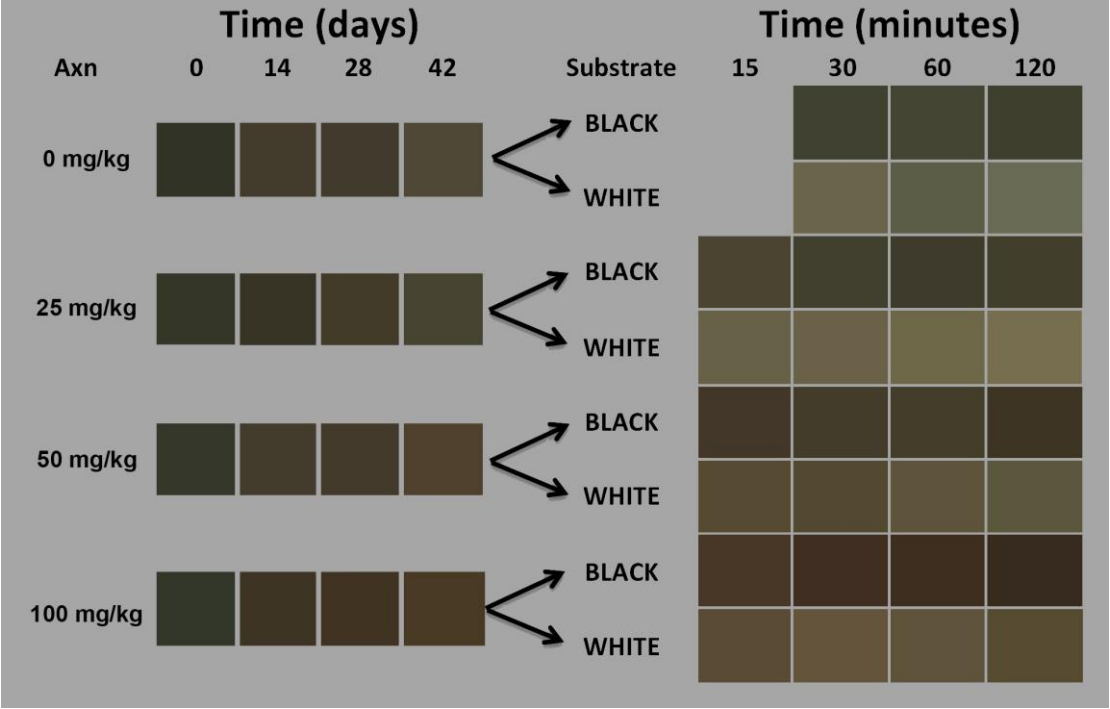 Time (days) Time (minutes)
Axn 0 14 28 42 Substrate 15 30 60 120
BLACK
0 mg/kg
WHITE
BLACK
25 mg/kg
WHITE
BLACK
50 mg/kg
WHITE
BLACK
100 mg/kg
WHITE